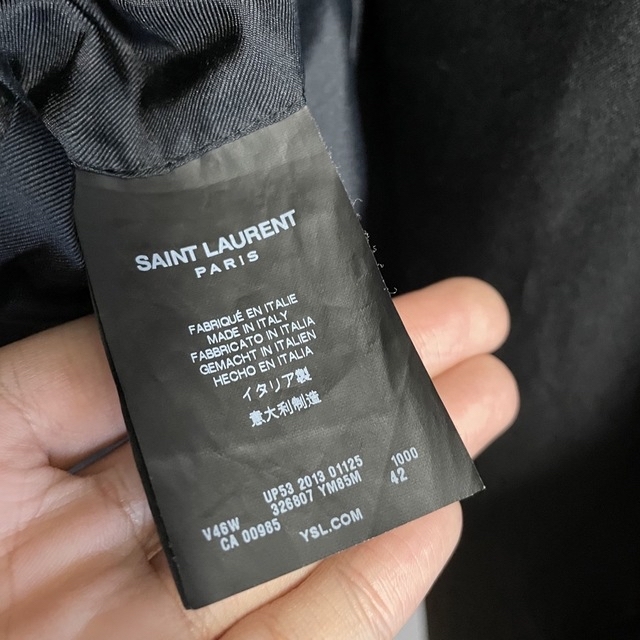 SAINT LAURENT
PARIS
FABRIQUÉ EN ITALIE
MADE IN ITALY
FABBRICATO IN ITALIA
GEMACHT IN ITALIEN
HECHO EN ITALIA
イタリア製
意大利制造
V46W UP53 2013 01125 1000
CA 00985 326807 YM85M 42
YSL.COM